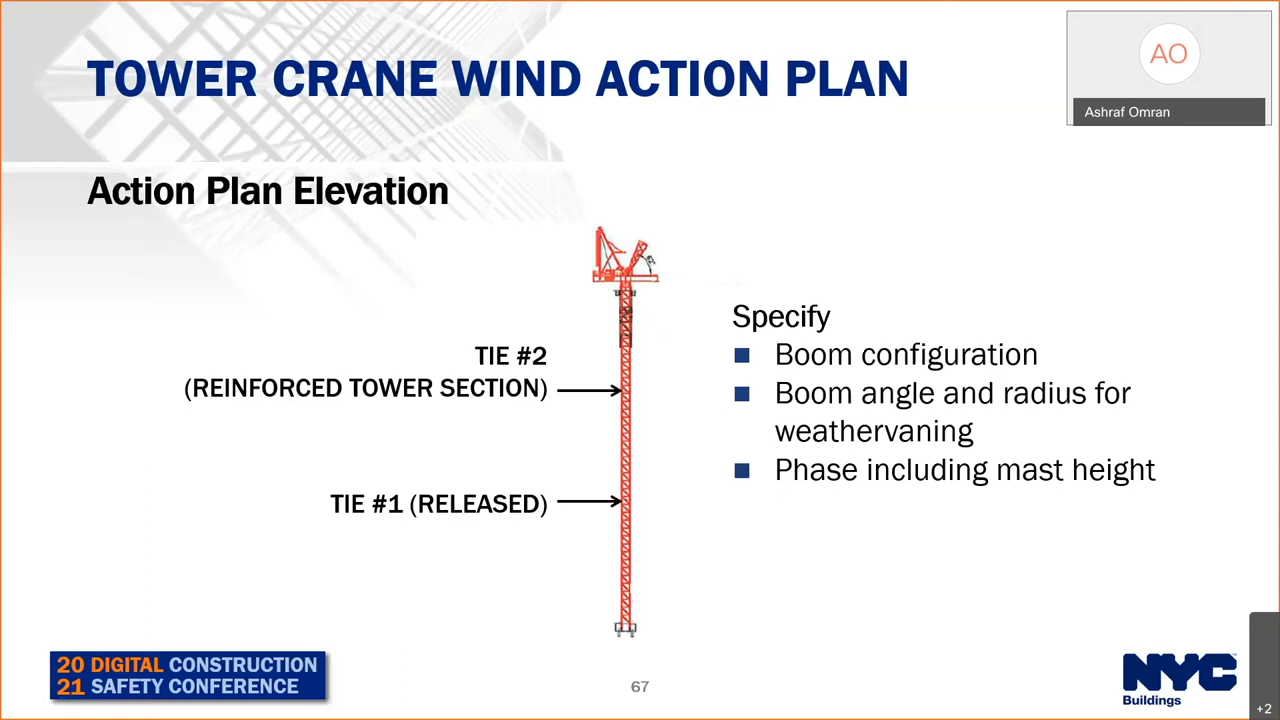 TOWER CRANE WIND ACTION PLAN
AO
Ashraf Omran
Action Plan Elevation
TIE #2
(REINFORCED TOWER SECTION)
TIE #1 (RELEASED)
Specify
Boom configuration
Boom angle and radius for
weathervaning
Phase including mast height
20 DIGITAL CONSTRUCTION
21 SAFETY CONFERENCE
67
NYC
Buildings
+2